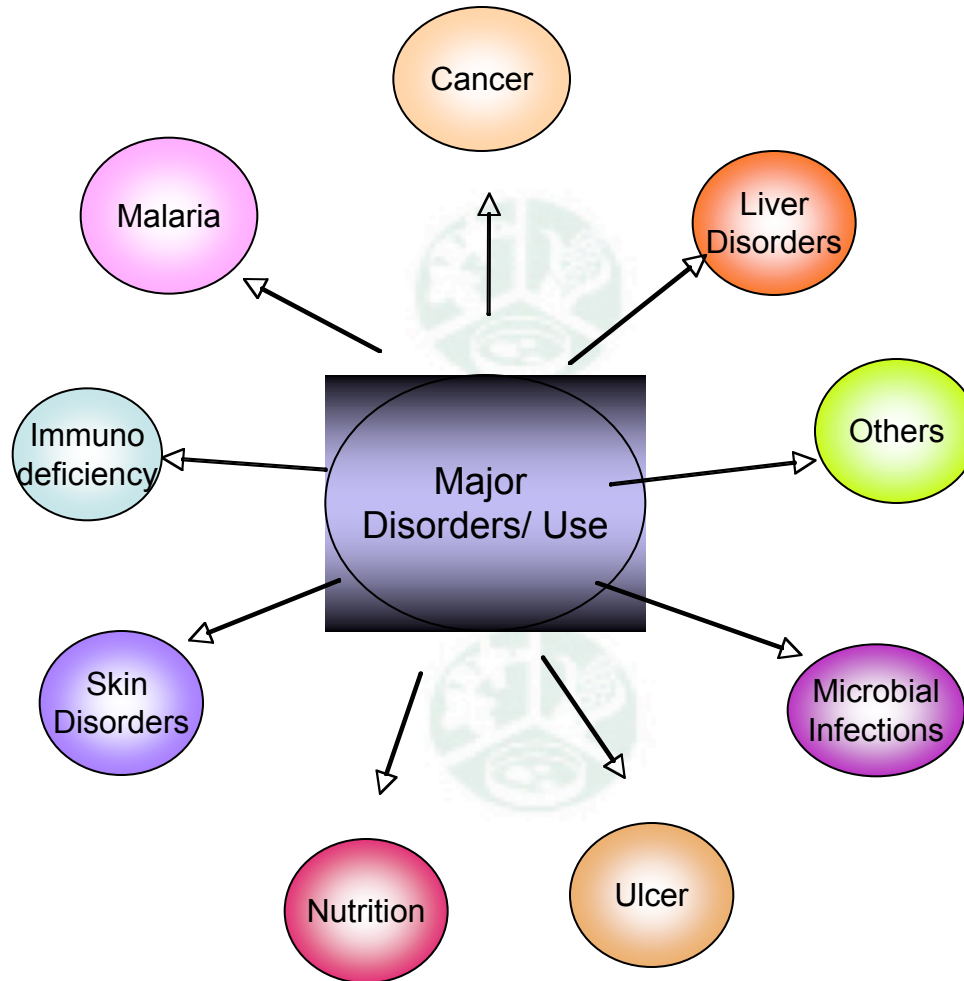 Cancer
Malaria
Liver
Disorders
Immuno
deficiency
Others
Major
Disorders/ Use
Skin
Disorders
Microbial
Infections
Nutrition
Ulcer